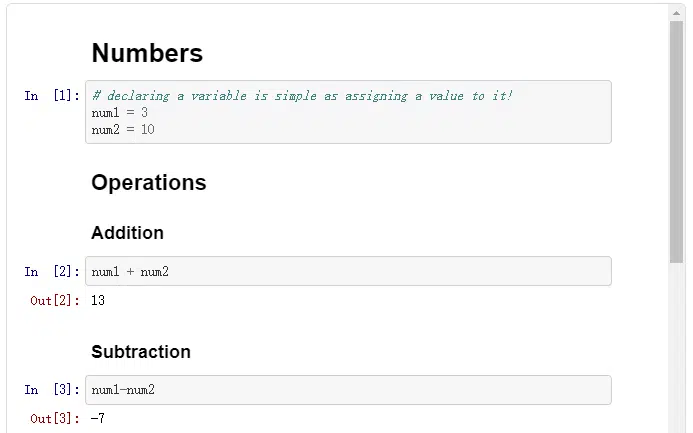 Numbers
In [1]: # declaring a variable is simple as assigning a value to it!
num1 = 3
num2 = 10
Operations
Addition
In [2]: num1 + num2
Out[2]: 13
Subtraction
In [3]: num1-num2
Out[3]: -7